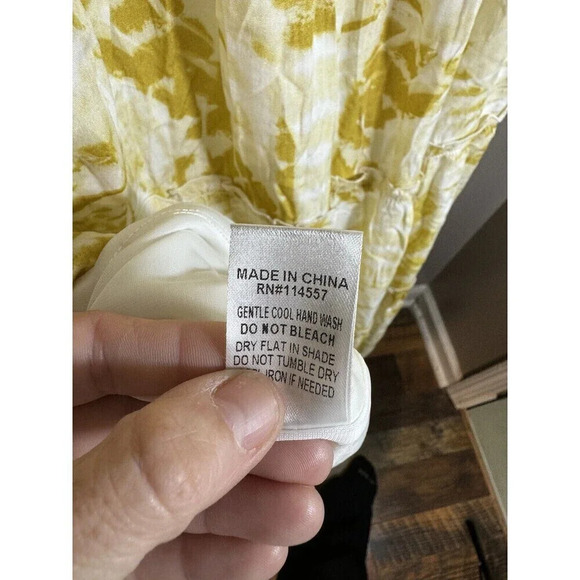 MADE IN CHINA
RN#114557
GENTLE COOL HAND WASH
DO NOT BLEACH
DRY FLAT IN SHADE
DO NOT TUMBLE DRY
IRON IF NEEDED